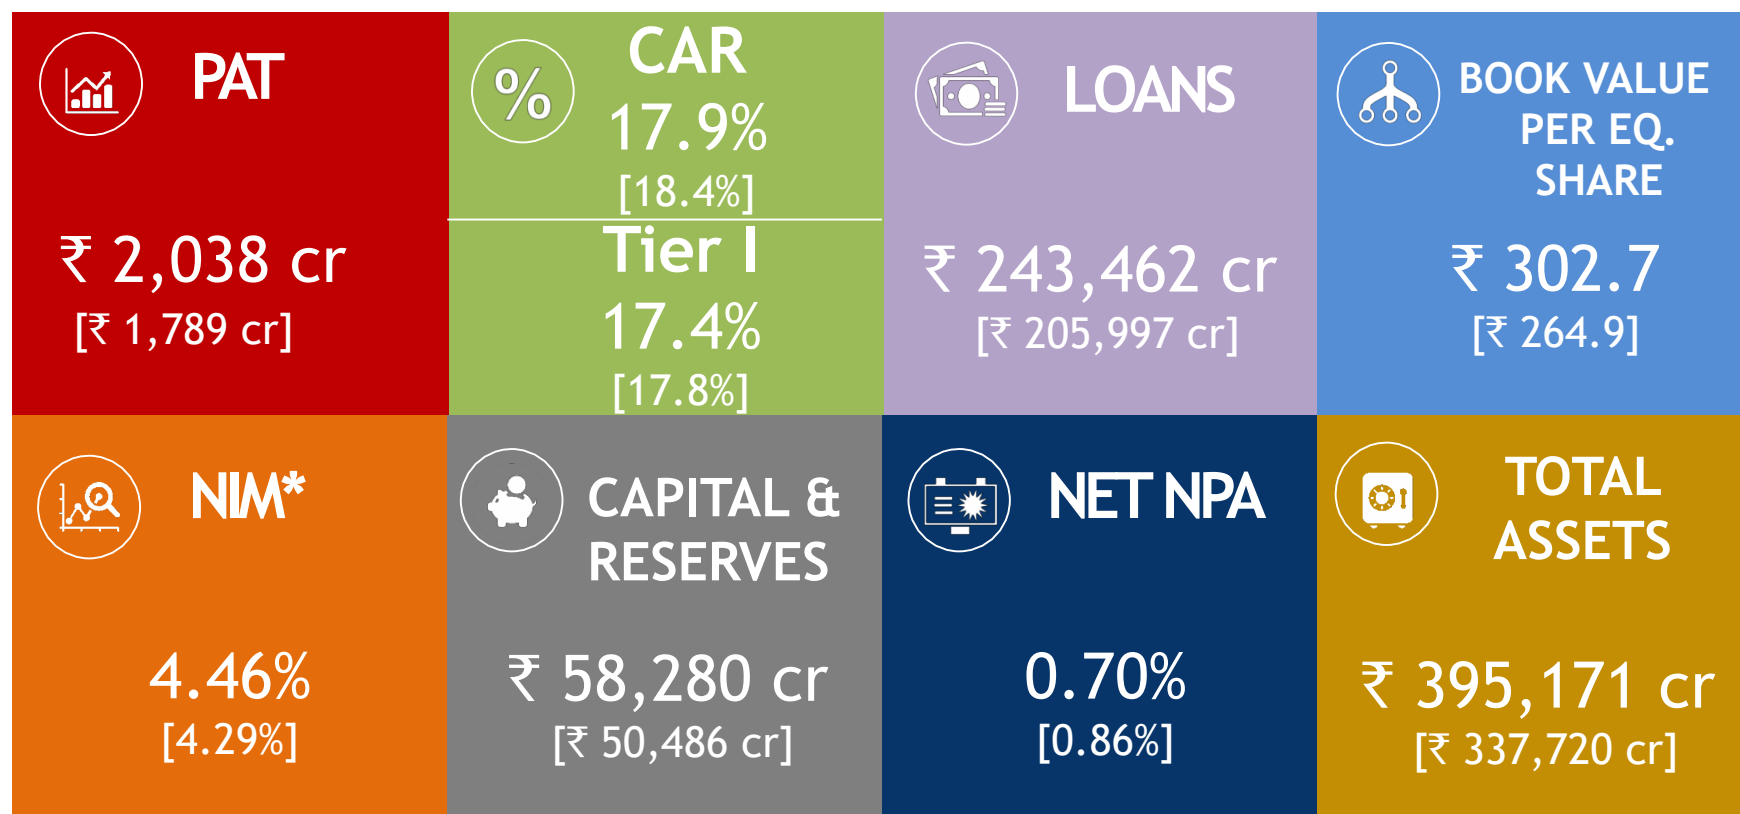 PAT
₹ 2,038 cr
[₹ 1,789 cr]
%
CAR
17.9%
[18.4%]
Tier I
17.4%
[17.8%]
LOANS
₹ 243,462 cr
[₹ 205,997 cr]
BOOK VALUE
PER EQ.
SHARE
₹ 302.7
[₹ 264.9]
NIM*
4.46%
[4.29%]
CAPITAL &
RESERVES
₹ 58,280 cr
[₹ 50,486 cr]
NET NPA
0.70%
[0.86%]
TOTAL
ASSETS
₹ 395,171 cr
[₹ 337,720 cr]